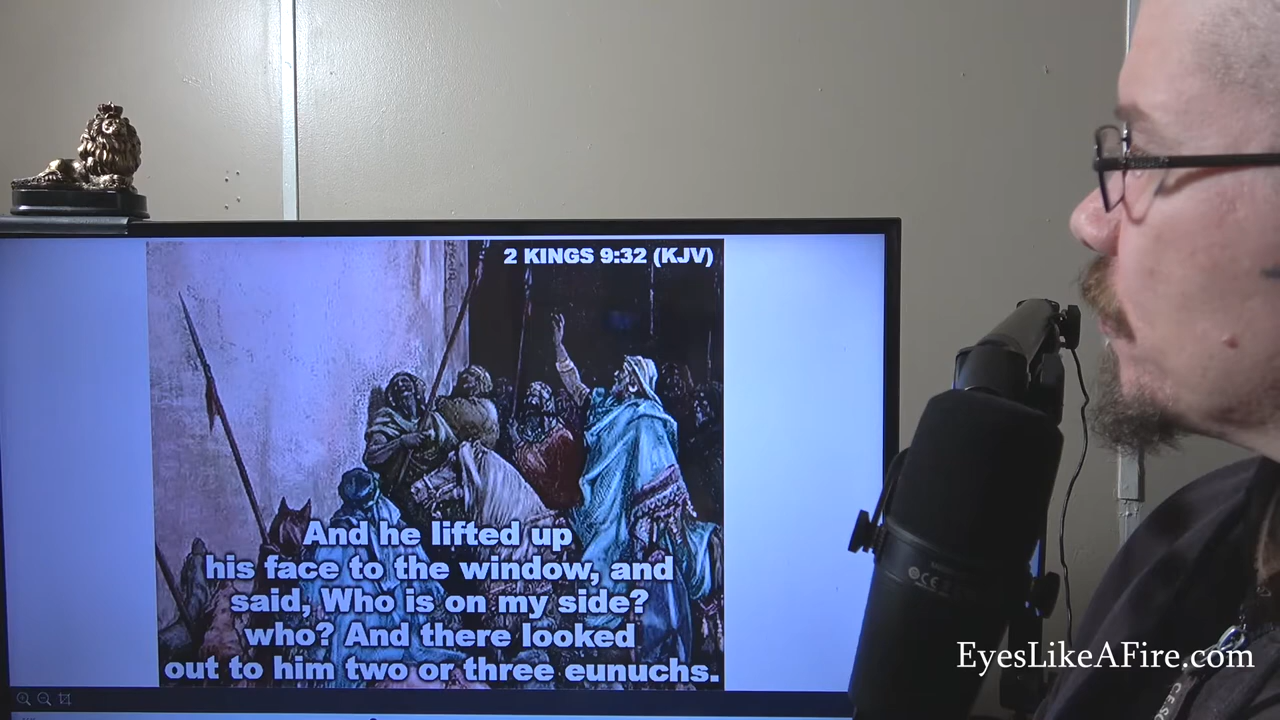 2 KINGS 9:32 (KJV)
And he lifted up
his face to the window, and
said, Who is on my side?
who? And there looked
out to him two or three eunuchs.
EyesLikeAFire.com